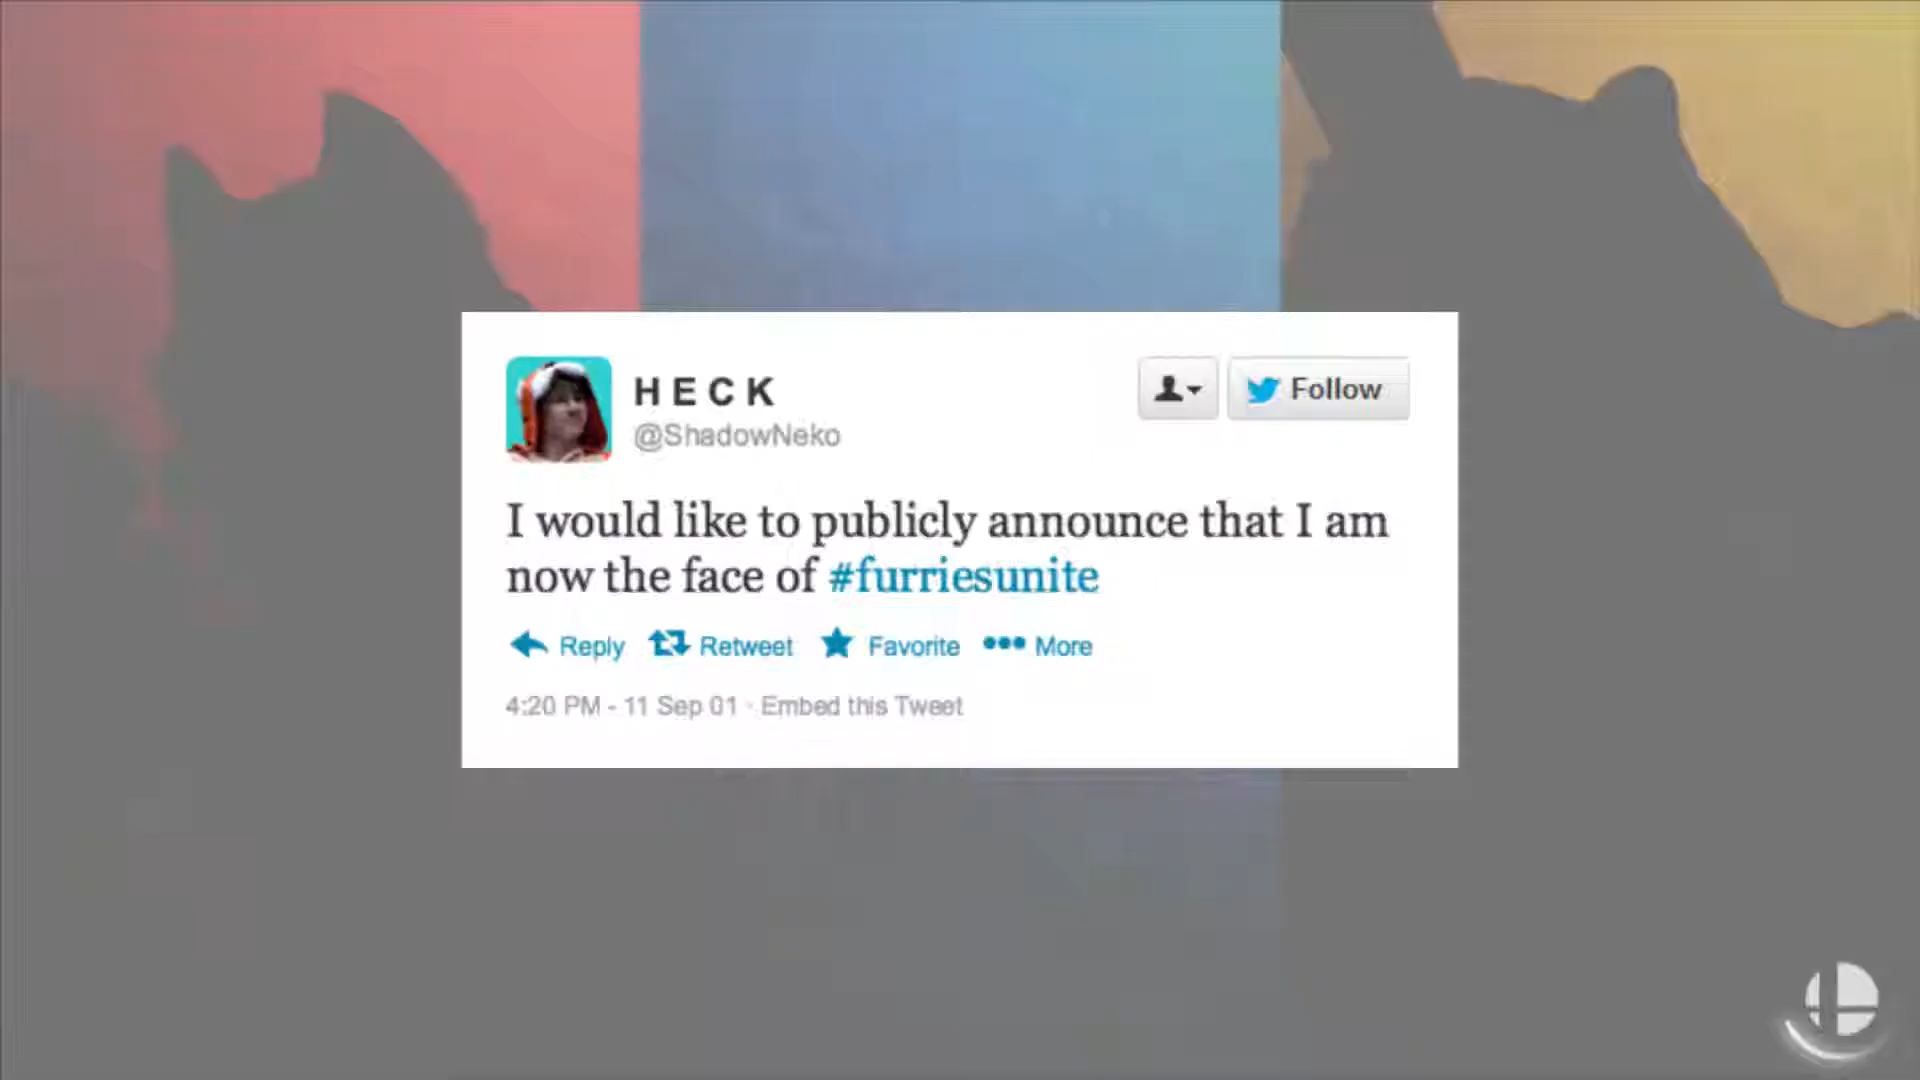 H E C K
Follow
@ShadowNeko
I would like to publicly announce that I am
now the face of #furriesunite
Reply Retweet Favorite More
4:20 PM - 11 Sep 01 · Embed this Tweet